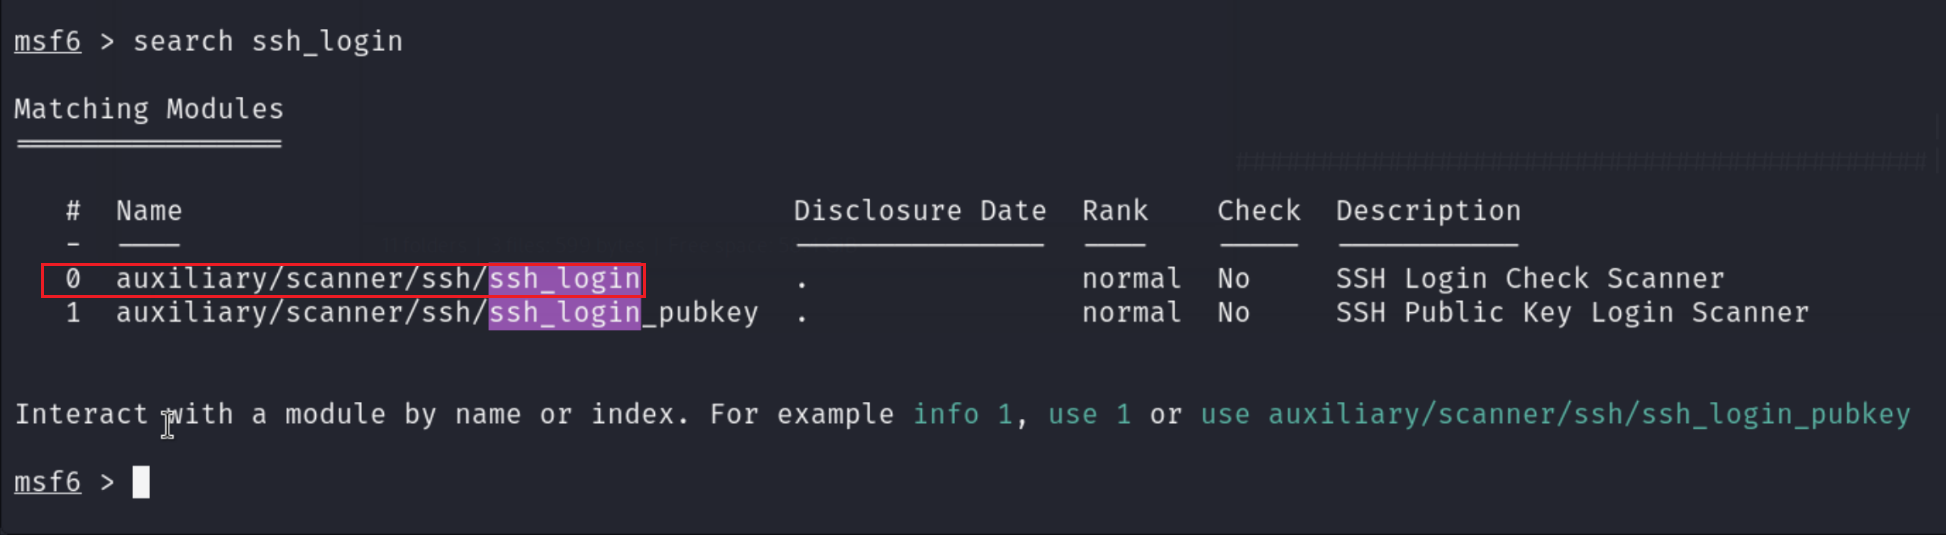 msf6 > search ssh_login
Matching Modules
================
# Name Disclosure Date Rank Check Description
- ---- --------------- ---- ----- -----------
0 auxiliary/scanner/ssh/ssh_login . normal No SSH Login Check Scanner
1 auxiliary/scanner/ssh/ssh_login_pubkey . normal No SSH Public Key Login Scanner
Interact with a module by name or index. For example info 1, use 1 or use auxiliary/scanner/ssh/ssh_login_pubkey
msf6 >